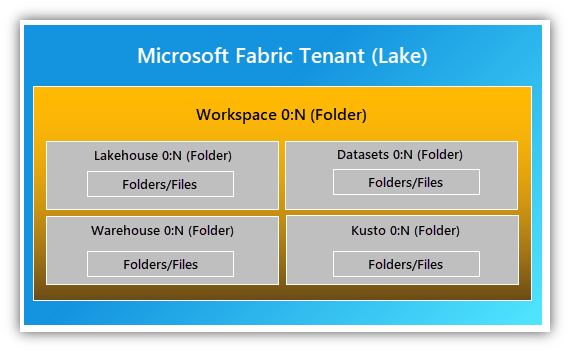 Microsoft Fabric Tenant (Lake)
Workspace 0:N (Folder)
Lakehouse 0:N (Folder)
Folders/Files
Datasets 0:N (Folder)
Folders/Files
Warehouse 0:N (Folder)
Folders/Files
Kusto 0:N (Folder)
Folders/Files